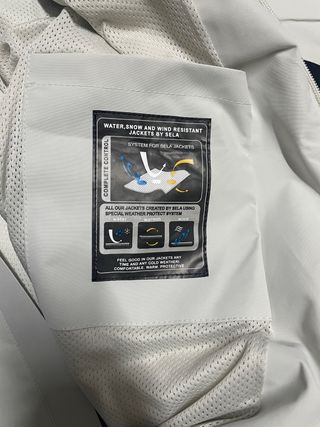 WATER,SNOW AND WIND RESISTANT
JACKETS BY SELA
COMPLETE CONTROL
SYSTEM FOR SELA JACKETS
ALL OUR JACKETS CREATED BY SELA USING
SPECIAL WEATHER PROTECT SYSTEM
water
FEEL GOOD IN OUR JACKETS ANY
TIME AND ANY COLD WEATHER!
COMFORTABLE. WARM. PROTECTIVE